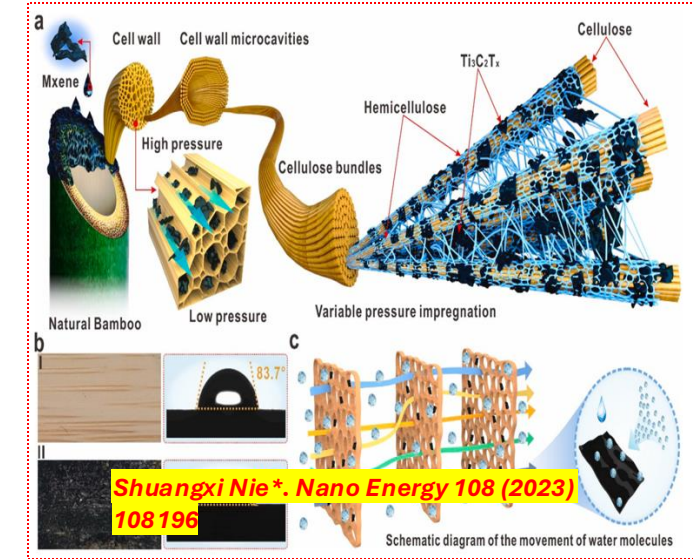 a
Mxene
Cell wall
Cell wall microcavities
Cellulose
Ti₃C₂Tₓ
Hemicellulose
High pressure
Cellulose bundles
Natural Bamboo
Low pressure
Variable pressure impregnation
b
I
83.7°
II
c
Shuangxi Nie*. Nano Energy 108 (2023)
108196
Schematic diagram of the movement of water molecules